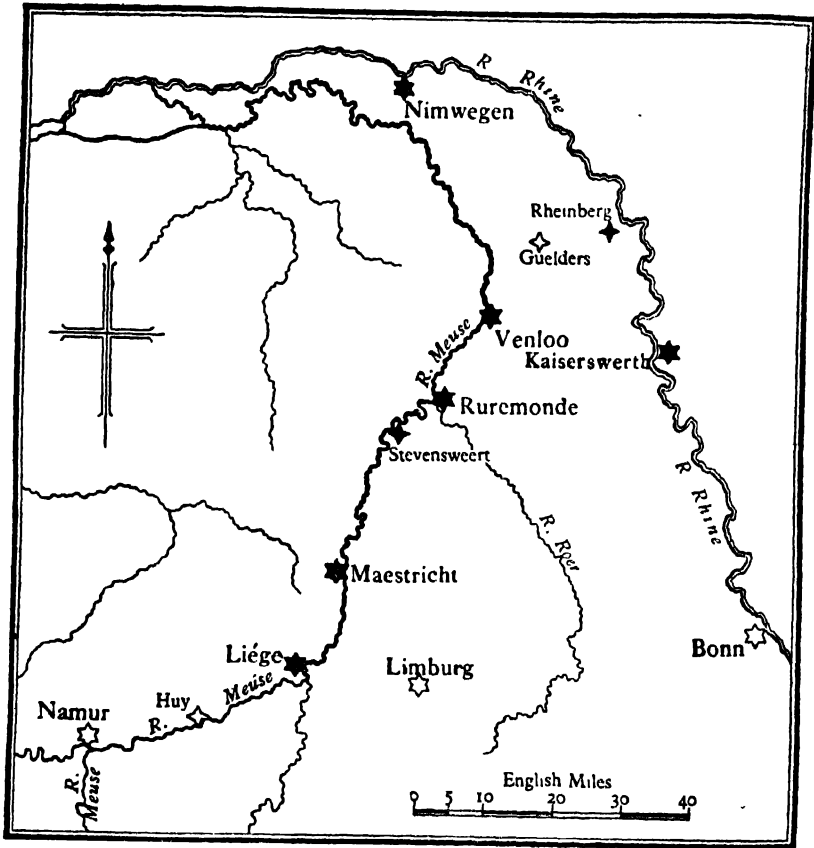 R Rhine
Nimwegen
Rheinberg
Guelders
R. Meuse
Venloo
Kaiserswerth
Ruremonde
Stevensweert
R Rhine
R. Roer
Maestricht
Liége
Limburg
Bonn
Huy
R. Meuse
Namur
R. Meuse
English Miles
0 5 10 20 30 40